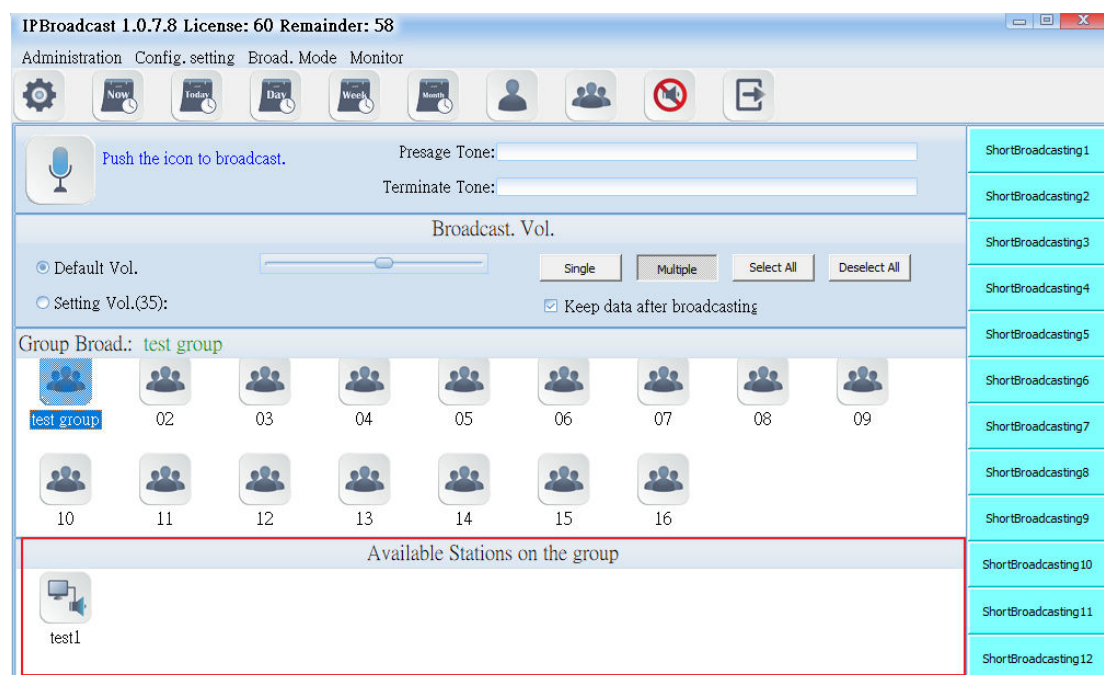 IPBroadcast 1.0.7.8 License: 60 Remainder: 58
Administration Config. setting Broad. Mode Monitor
Now Today Day Week Month
Push the icon to broadcast.
Presage Tone:
Terminate Tone:
Broadcast. Vol.
Default Vol.
Single Multiple Select All Deselect All
Setting Vol.(35):
Keep data after broadcasting
Group Broad.: test group
test group 02 03 04 05 06 07 08 09
10 11 12 13 14 15 16
Available Stations on the group
test1
ShortBroadcasting1
ShortBroadcasting2
ShortBroadcasting3
ShortBroadcasting4
ShortBroadcasting5
ShortBroadcasting6
ShortBroadcasting7
ShortBroadcasting8
ShortBroadcasting9
ShortBroadcasting10
ShortBroadcasting11
ShortBroadcasting12